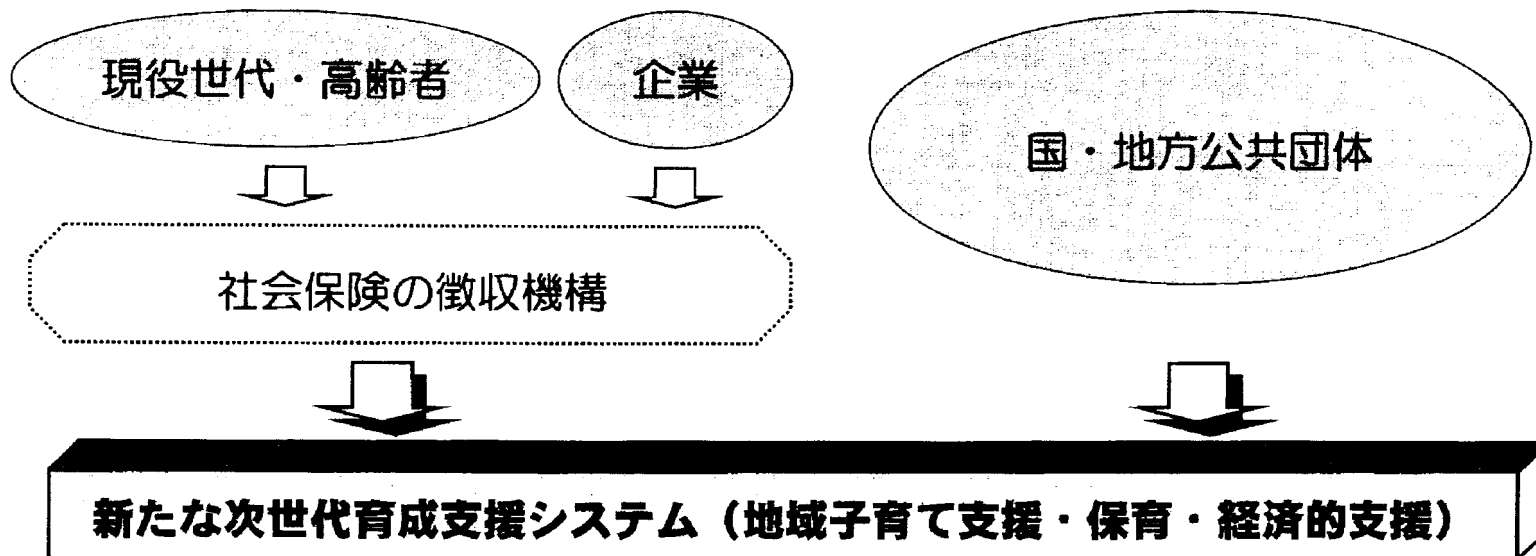 現役世代・高齢者
企業
国・地方公共団体
社会保険の徴収機構
新たな次世代育成支援システム（地域子育て支援・保育・経済的支援）